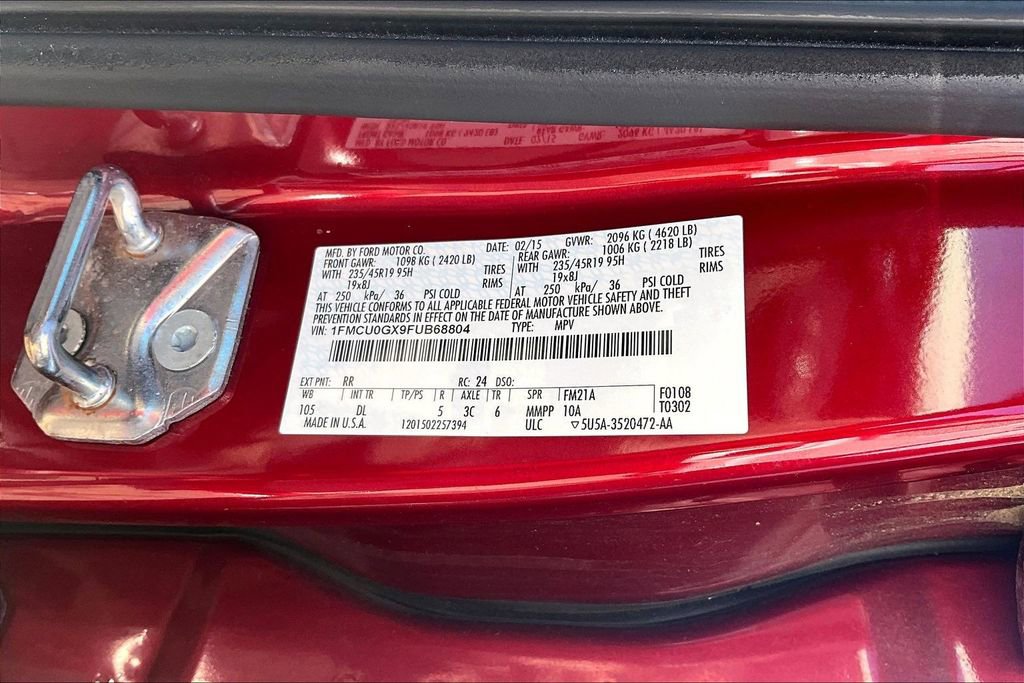 MFD. BY FORD MOTOR CO. DATE: 02/15 GVWR: 2096 KG ( 4620 LB)
FRONT GAWR: 1098 KG ( 2420 LB) REAR GAWR: 1006 KG ( 2218 LB)
WITH 235/45R19 95H TIRES WITH 235/45R19 95H TIRES
19x8J RIMS 19x8J RIMS
AT 250 kPa/ 36 PSI COLD AT 250 kPa/ 36 PSI COLD
THIS VEHICLE CONFORMS TO ALL APPLICABLE FEDERAL MOTOR VEHICLE SAFETY AND THEFT
PREVENTION STANDARDS IN EFFECT ON THE DATE OF MANUFACTURE SHOWN ABOVE.
VIN: 1FMCU0GX9FUB68804 TYPE: MPV
EXT PNT: RR RC: 24 DSO:
WB INT TR TP/PS R AXLE TR SPR FM21A F0108
105 DL 5 3C 6 MMPP 10A T0302
MADE IN U.S.A. 1201502257394 ULC ▽5U5A-3520472-AA